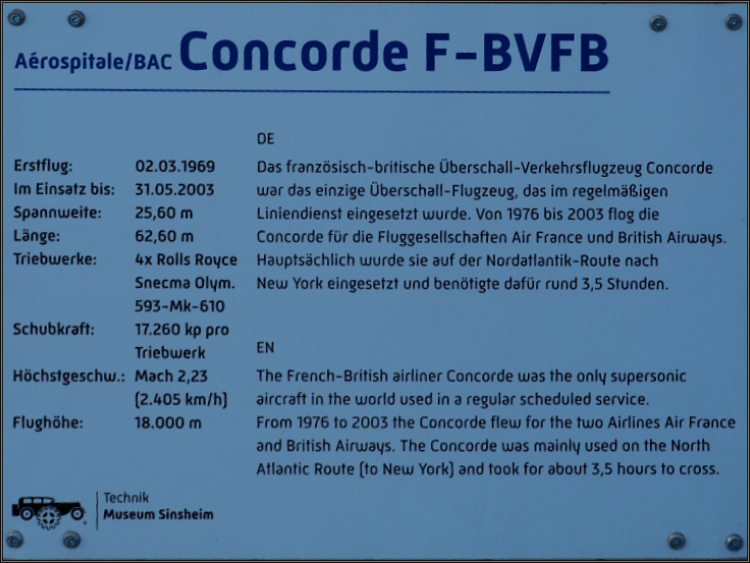 Aérospitale/BAC Concorde F-BVFB
Erstflug: 02.03.1969
Im Einsatz bis: 31.05.2003
Spannweite: 25,60 m
Länge: 62,60 m
Triebwerke: 4x Rolls Royce
Snecma Olym.
593-Mk-610
Schubkraft: 17.260 kp pro
Triebwerk
Höchstgeschw.: Mach 2,23
(2.405 km/h)
Flughöhe: 18.000 m
DE
Das französisch-britische Überschall-Verkehrsflugzeug Concorde
war das einzige Überschall-Flugzeug, das im regelmäßigen
Liniendienst eingesetzt wurde. Von 1976 bis 2003 flog die
Concorde für die Fluggesellschaften Air France und British Airways.
Hauptsächlich wurde sie auf der Nordatlantik-Route nach
New York eingesetzt und benötigte dafür rund 3,5 Stunden.
EN
The French-British airliner Concorde was the only supersonic
aircraft in the world used in a regular scheduled service.
From 1976 to 2003 the Concorde flew for the two Airlines Air France
and British Airways. The Concorde was mainly used on the North
Atlantic Route (to New York) and took for about 3,5 hours to cross.
Technik
Museum Sinsheim